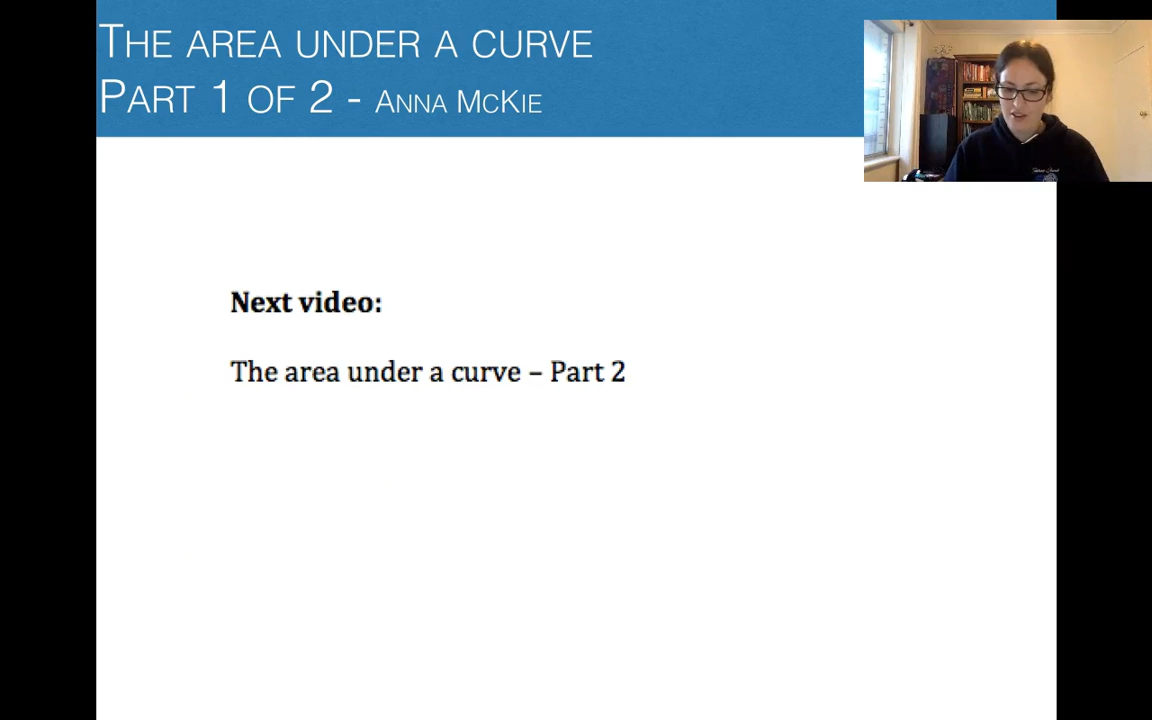 THE AREA UNDER A CURVE
PART 1 OF 2 - ANNA MCKIE
Next video:
The area under a curve – Part 2